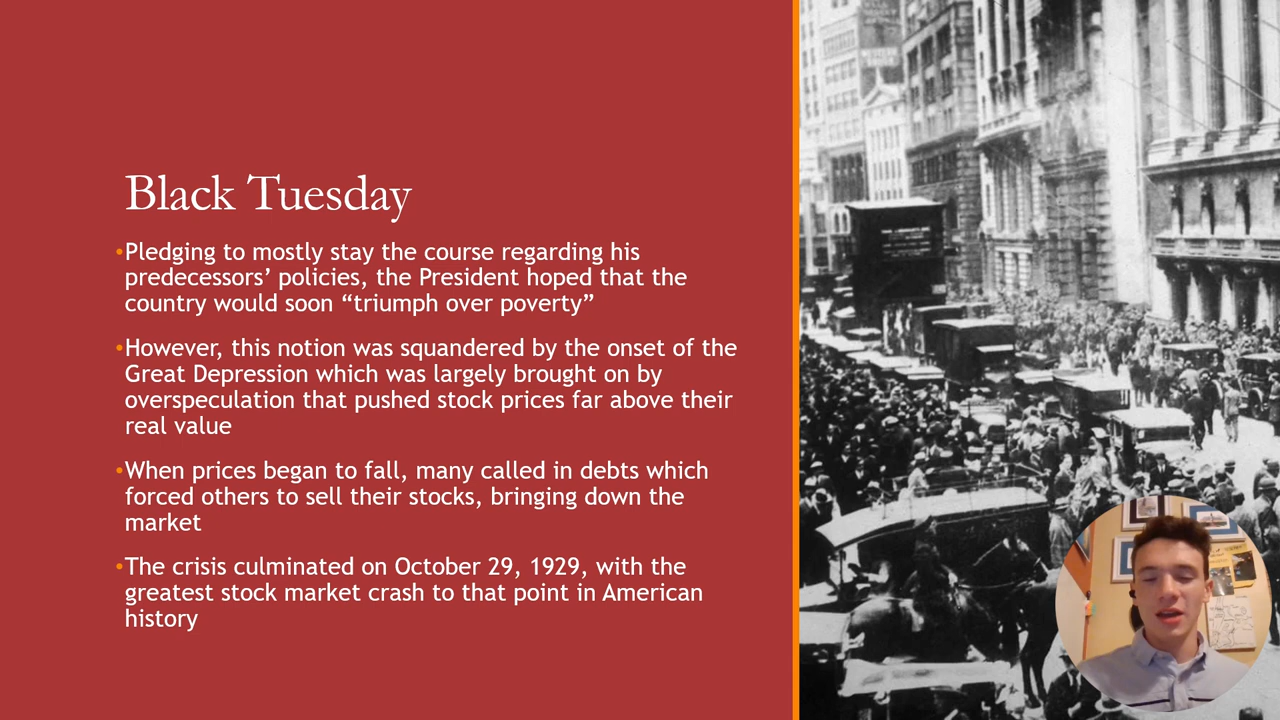 Black Tuesday
•Pledging to mostly stay the course regarding his
predecessors’ policies, the President hoped that the
country would soon “triumph over poverty”
•However, this notion was squandered by the onset of the
Great Depression which was largely brought on by
overspeculation that pushed stock prices far above their
real value
•When prices began to fall, many called in debts which
forced others to sell their stocks, bringing down the
market
•The crisis culminated on October 29, 1929, with the
greatest stock market crash to that point in American
history